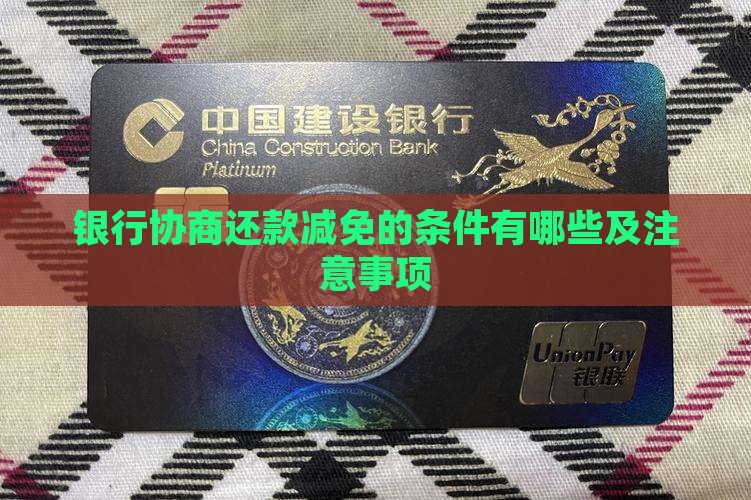 中国建设银行
China Construction Bank
Platinum
银行协商还款减免的条件有哪些及注
意事项
UnionPay
银联